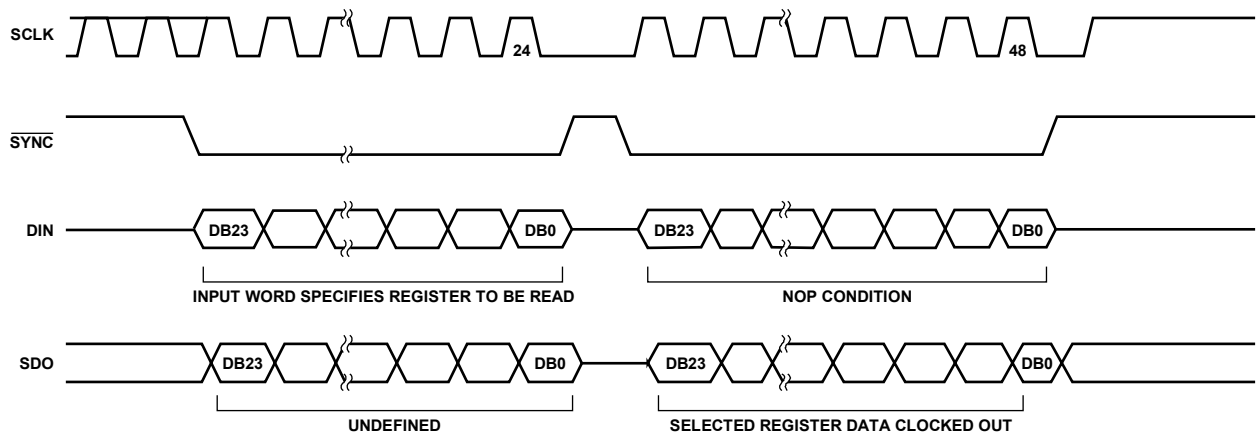 SCLK
24
48
SYNC
DIN
DB23
DB0
DB23
DB0
INPUT WORD SPECIFIES REGISTER TO BE READ
NOP CONDITION
SDO
DB23
DB0
DB23
DB0
UNDEFINED
SELECTED REGISTER DATA CLOCKED OUT